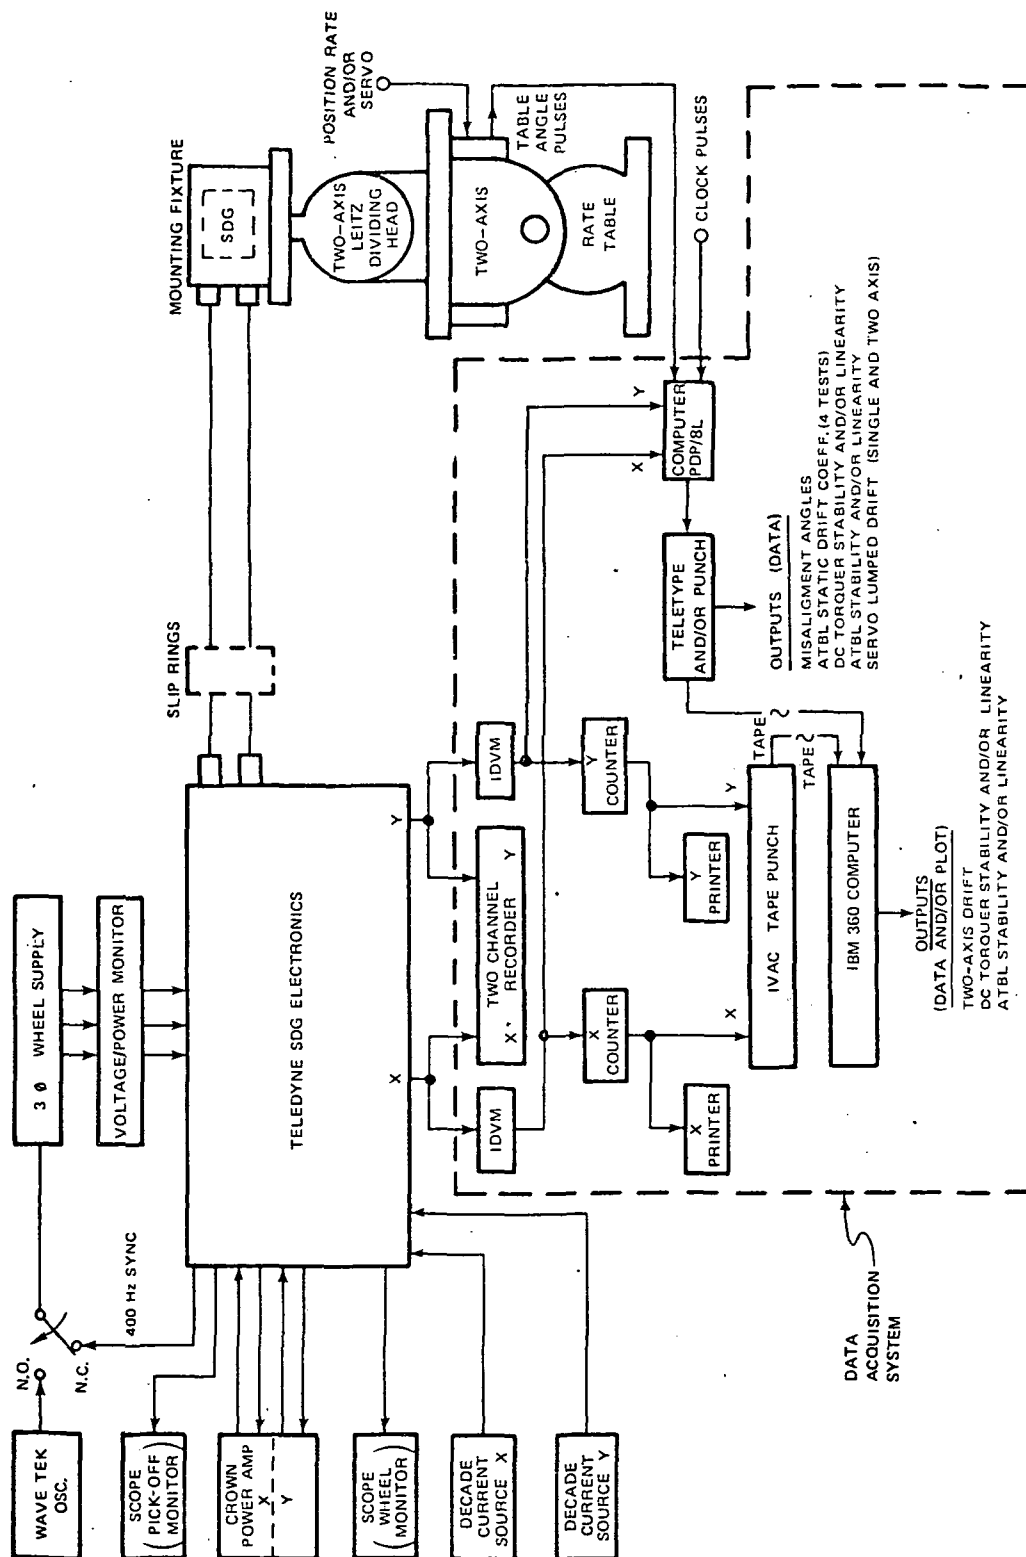 WAVE TEK
OSC.
N.O.
N.C.
400 Hz SYNC
3 Ø WHEEL SUPPLY
VOLTAGE/POWER MONITOR
SCOPE
(PICK-OFF
MONITOR)
CROWN
POWER AMP
X
Y
SCOPE
(WHEEL
MONITOR)
DECADE
CURRENT
SOURCE X
DECADE
CURRENT
SOURCE Y
TELEDYNE SDG ELECTRONICS
X
Y
SLIP RINGS
MOUNTING FIXTURE
SDG
TWO-AXIS
LEITZ
DIVIDING
HEAD
TWO-AXIS
RATE
TABLE
POSITION RATE
AND/OR
SERVO
TABLE
ANGLE
PULSES
CLOCK PULSES
IDVM
TWO CHANNEL
X RECORDER Y
IDVM
X
COUNTER
Y
COUNTER
X
PRINTER
Y
PRINTER
X
Y
IVAC TAPE PUNCH
TAPE
TAPE
IBM 360 COMPUTER
X
Y
COMPUTER
PDP/8L
TELETYPE
AND/OR PUNCH
OUTPUTS (DATA)
MISALIGMENT ANGLES
ATBL STATIC DRIFT COEFF. (4 TESTS)
DC TORQUER STABILITY AND/OR LINEARITY
ATBL STABILITY AND/OR LINEARITY
SERVO LUMPED DRIFT (SINGLE AND TWO AXIS)
OUTPUTS
(DATA AND/OR PLOT)
TWO-AXIS DRIFT
DC TORQUER STABILITY AND/OR LINEARITY
ATBL STABILITY AND/OR LINEARITY
DATA
ACQUISITION
SYSTEM